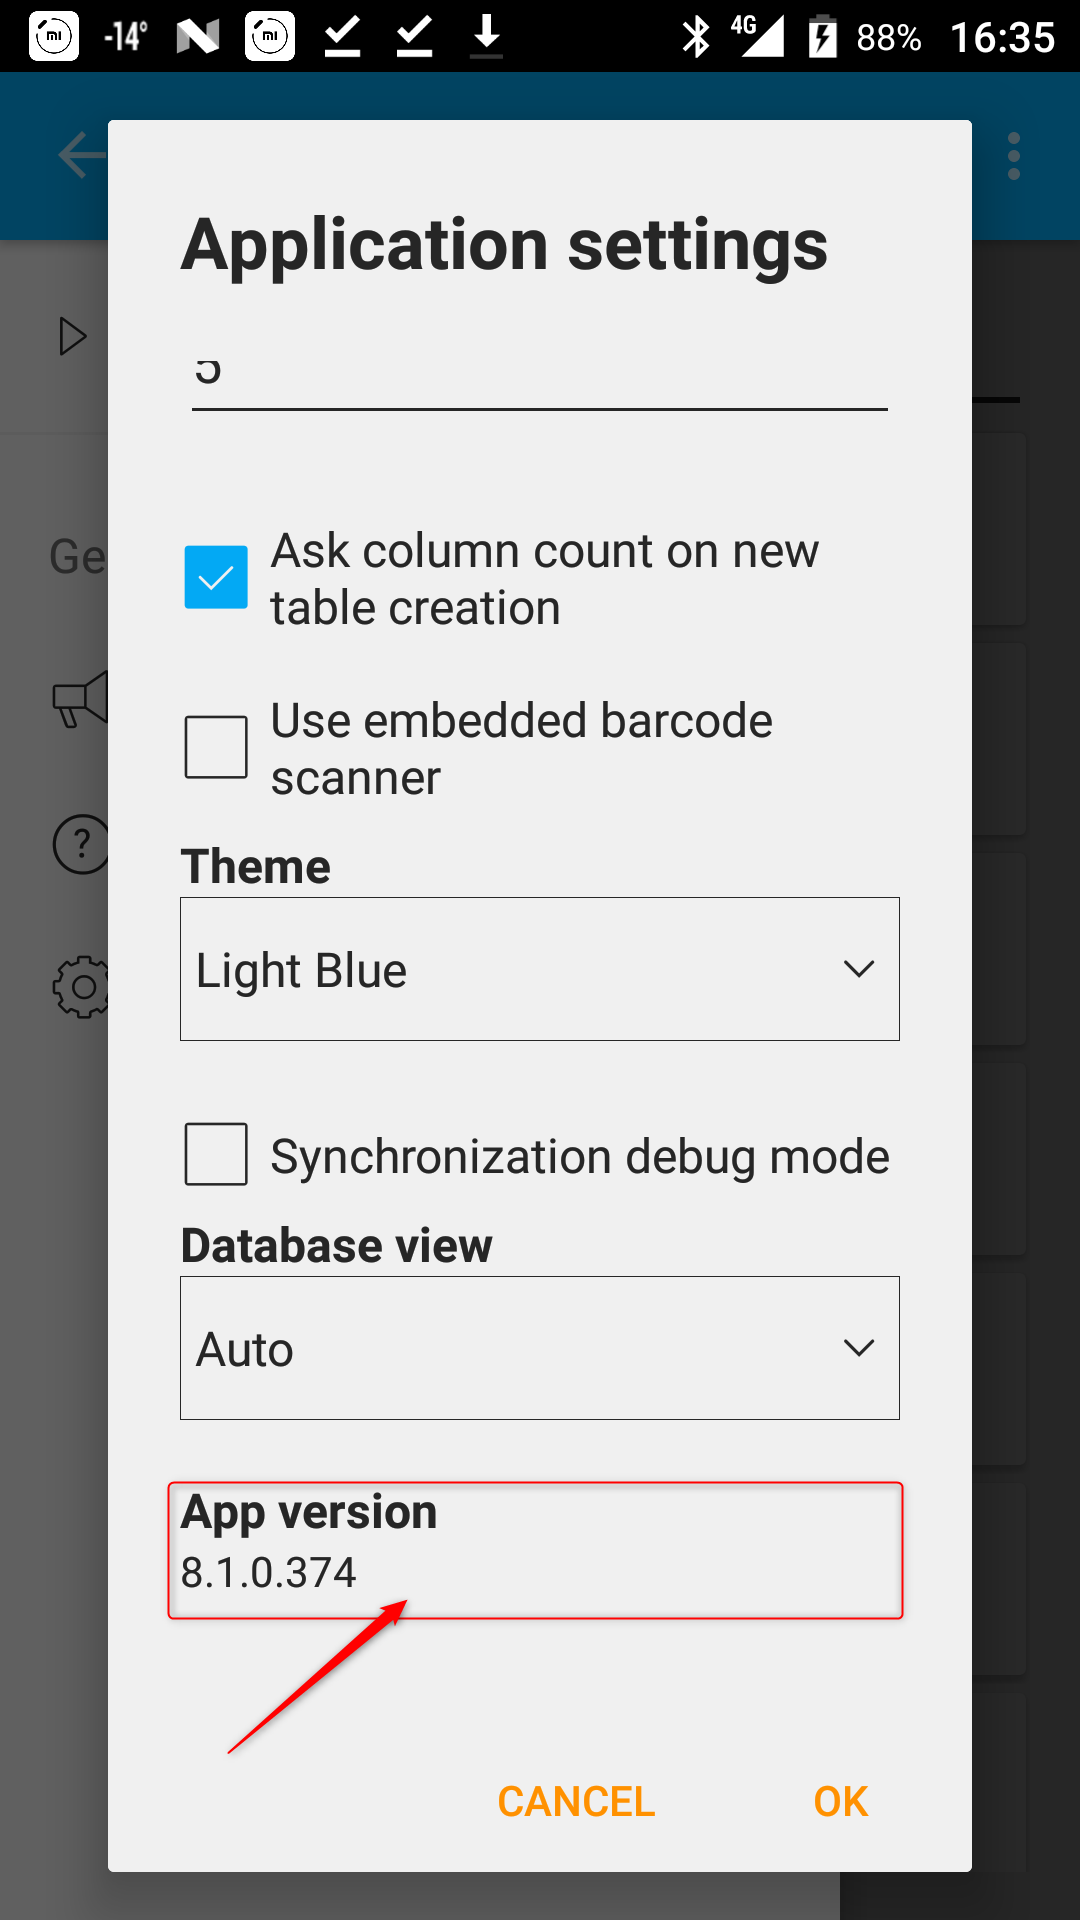 -14° 4G 88% 16:35
Application settings
5
Ask column count on new
table creation
Ge
Use embedded barcode
scanner
Theme
?
Light Blue
Synchronization debug mode
Database view
Auto
App version
8.1.0.374
CANCEL OK